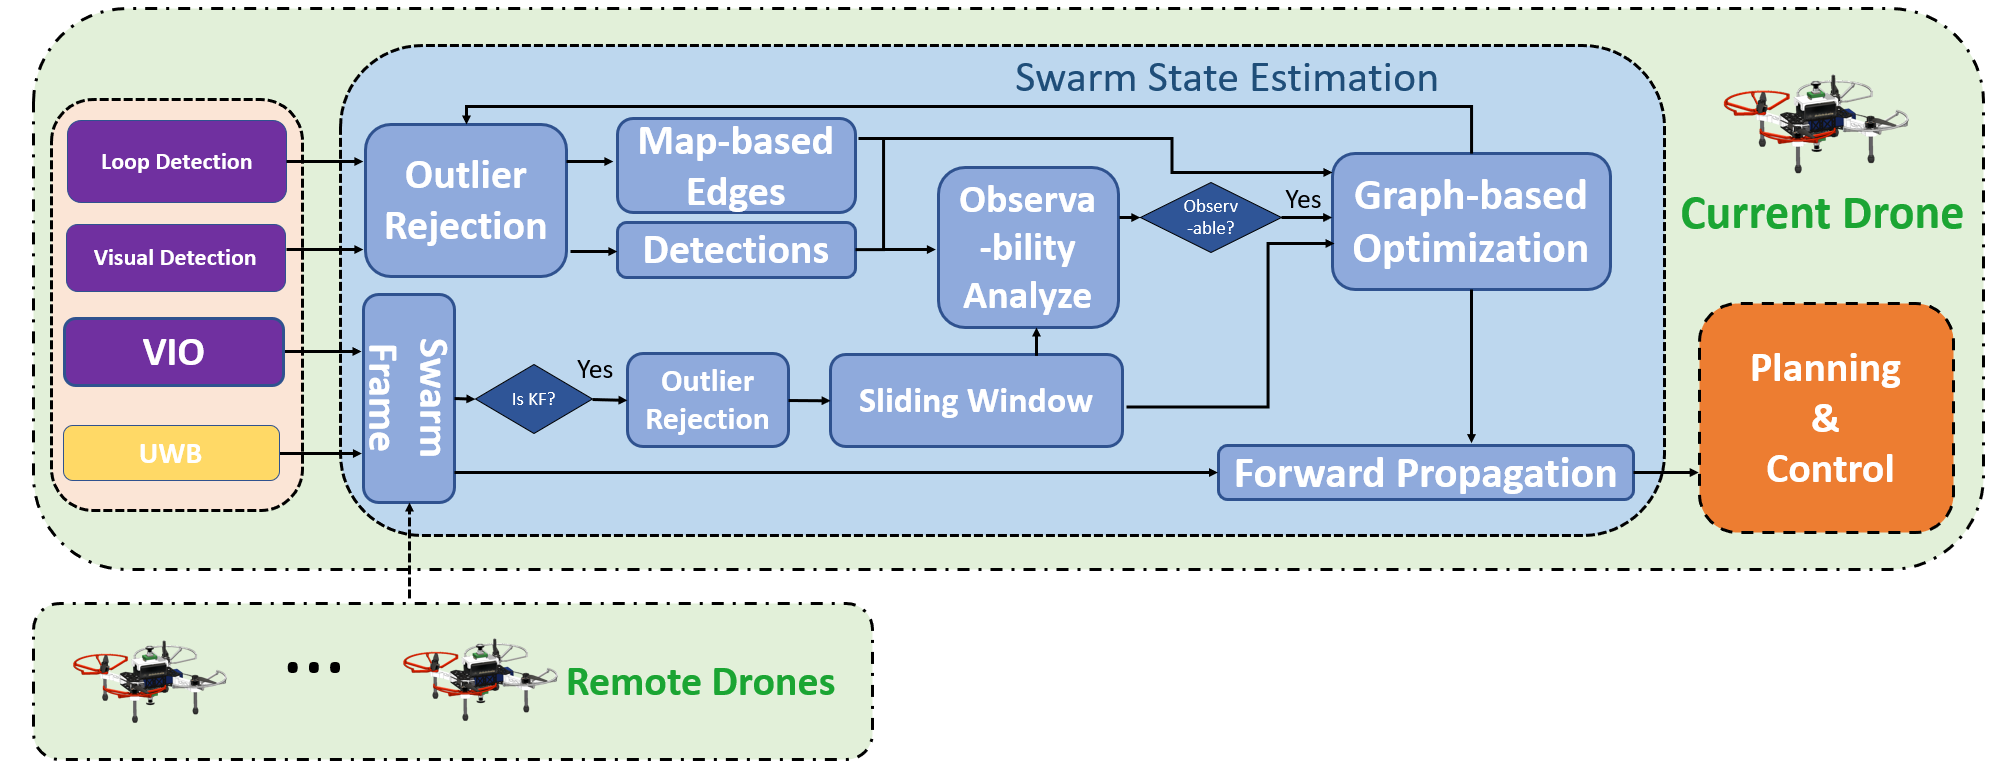 Swarm State Estimation
Loop Detection
Visual Detection
VIO
UWB
Outlier
Rejection
Map-based
Edges
Detections
Observa
-bility
Analyze
Observ
-able?
Yes
Graph-based
Optimization
Swarm
Frame
Is KF?
Yes
Outlier
Rejection
Sliding Window
Forward Propagation
Current Drone
Planning
&
Control
...
Remote Drones